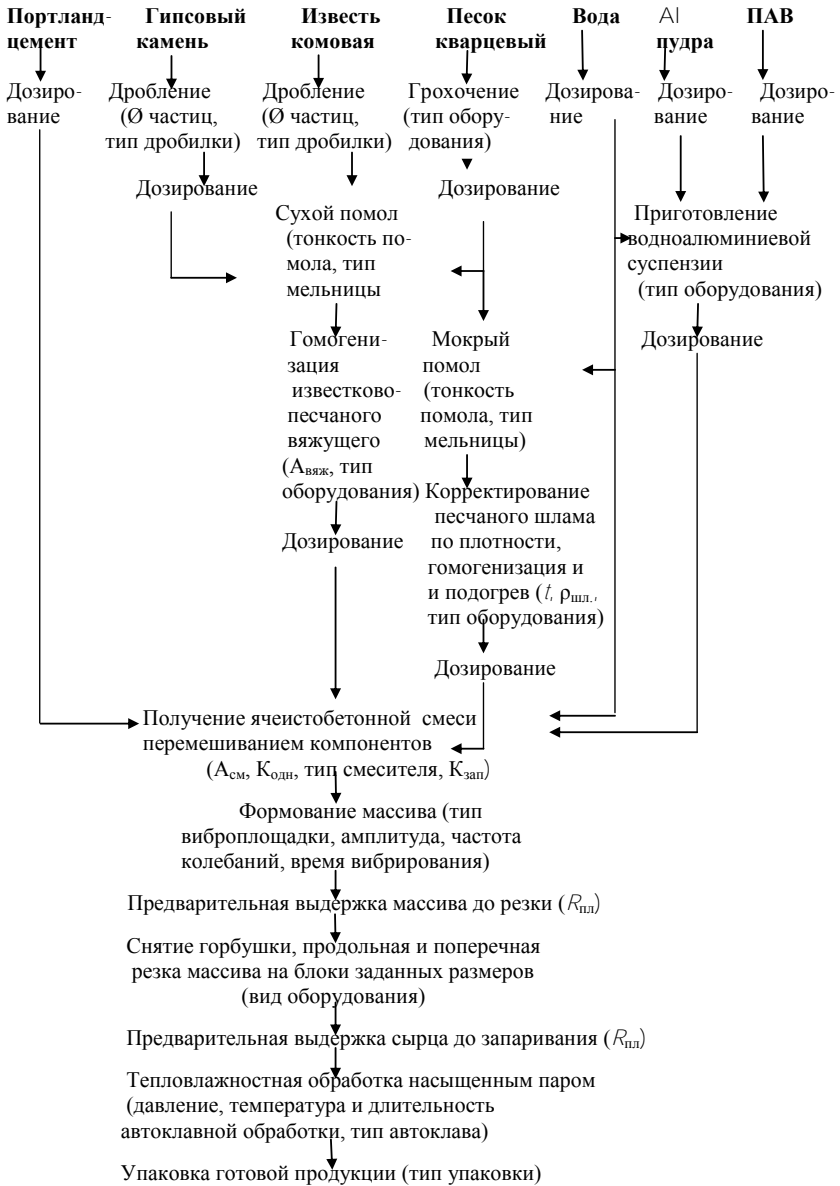 Портланд- Гипсовый Известь Песок Вода Al ПАВ
цемент камень комовая кварцевый пудра
Дозиро- Дробление Дробление Грохочение Дозирова- Дозиро- Дозиро-
вание (Ø частиц, (Ø частиц, (тип обору- ние вание вание
тип дробилки) тип дробилки) дования)
Дозирование Дозирование
Сухой помол Приготовление
(тонкость по- водноалюминиевой
мола, тип суспензии
мельницы (тип оборудования)
Гомогени- Мокрый Дозирование
зация помол
известково- (тонкость
песчаного помола, тип
вяжущего мельницы)
(Aвяж, тип
оборудования) Корректирование
песчаного шлама
Дозирование по плотности,
гомогенизация и
и подогрев (t, ρшл.,
тип оборудования)
Дозирование
Получение ячеистобетонной смеси
перемешиванием компонентов
(Aсм, Kодн, тип смесителя, Kзап)
Формование массива (тип
виброплощадки, амплитуда, частота
колебаний, время вибрирования)
Предварительная выдержка массива до резки (Rпл)
Снятие горбушки, продольная и поперечная
резка массива на блоки заданных размеров
(вид оборудования)
Предварительная выдержка сырца до запаривания (Rпл)
Тепловлажностная обработка насыщенным паром
(давление, температура и длительность
автоклавной обработки, тип автоклава)
Упаковка готовой продукции (тип упаковки)